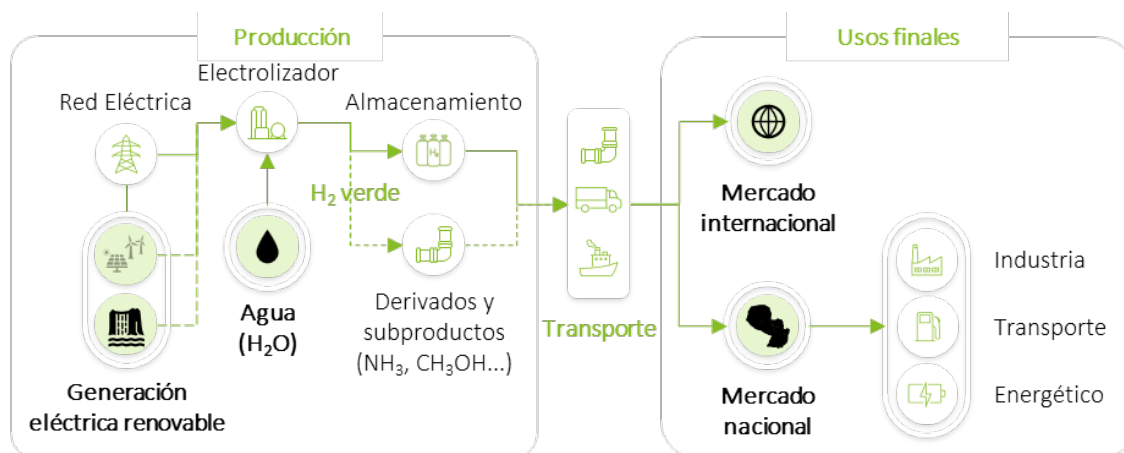 Producción
Usos finales
Electrolizador
Red Eléctrica
Almacenamiento
H₂
H₂ verde
Mercado
internacional
Industria
Agua
(H₂O)
Derivados y
subproductos
(NH₃, CH₃OH...)
Transporte
Transporte
Generación
eléctrica renovable
Mercado
nacional
Energético